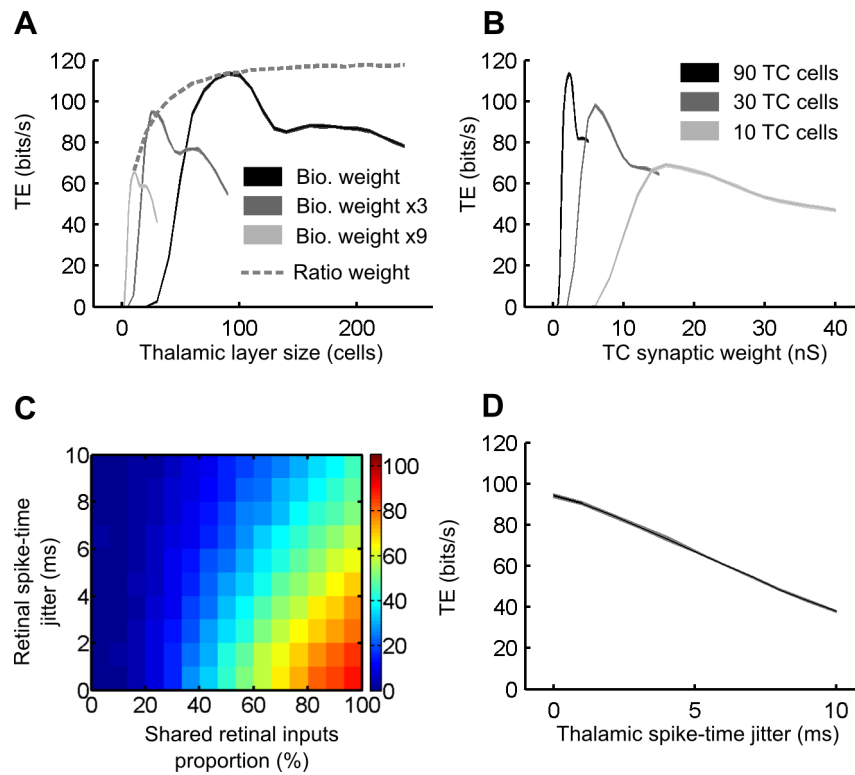 A
120
100
80
60
40
20
0
TE (bits/s)
Bio. weight
Bio. weight x3
Bio. weight x9
Ratio weight
0 100 200
Thalamic layer size (cells)
B
120
100
80
60
40
20
0
TE (bits/s)
90 TC cells
30 TC cells
10 TC cells
0 10 20 30 40
TC synaptic weight (nS)
C
10
8
6
4
2
0
Retinal spike-time
jitter (ms)
100
80
60
40
20
0
0 20 40 60 80 100
Shared retinal inputs
proportion (%)
D
120
100
80
60
40
20
0
TE (bits/s)
0 5 10
Thalamic spike-time jitter (ms)